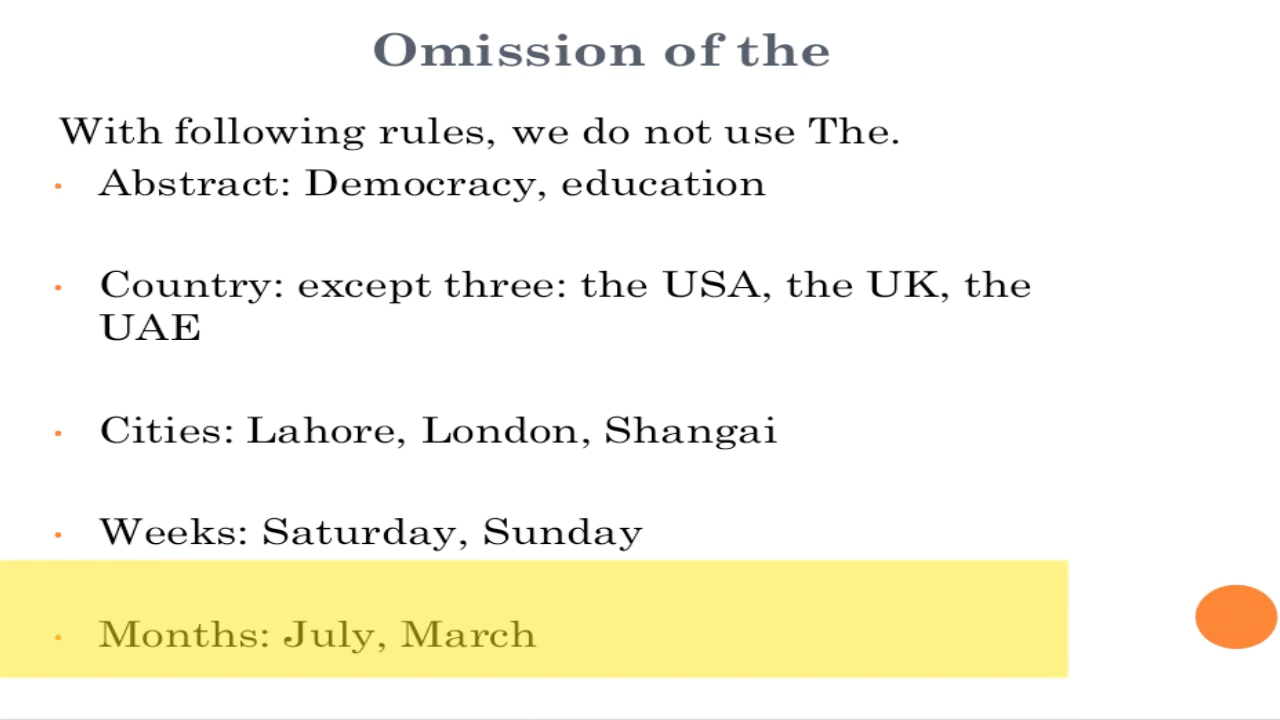 Omission of the
With following rules, we do not use The.
• Abstract: Democracy, education
• Country: except three: the USA, the UK, the
UAE
• Cities: Lahore, London, Shangai
• Weeks: Saturday, Sunday
• Months: July, March